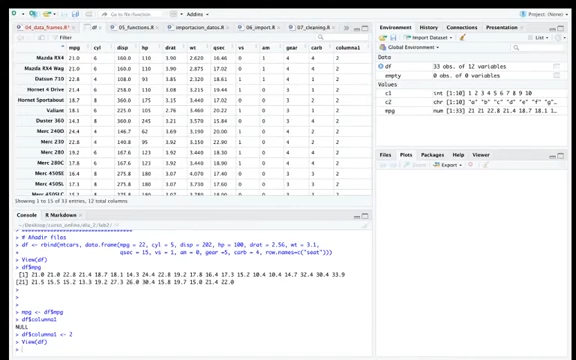 Go to file/function
Addins
Project: (None)
04_data_frames.R*
df
05_functions.R
importacion_datos.R
06_import.R
07_cleaning.R
Filter
mpg cyl disp hp drat wt qsec vs am gear carb column1
Mazda RX4 21.0 6 160.0 110 3.90 2.620 16.46 0 1 4 4 2
Mazda RX4 Wag 21.0 6 160.0 110 3.90 2.875 17.02 0 1 4 4 2
Datsun 710 22.8 4 108.0 93 3.85 2.320 18.61 1 1 4 1 2
Hornet 4 Drive 21.4 6 258.0 110 3.08 3.215 19.44 1 0 3 1 2
Hornet Sportabout 18.7 8 360.0 175 3.15 3.440 17.02 0 0 3 2 2
Valiant 18.1 6 225.0 105 2.76 3.460 20.22 1 0 3 1 2
Duster 360 14.3 8 360.0 245 3.21 3.570 15.84 0 0 3 4 2
Merc 240D 24.4 4 146.7 62 3.69 3.190 20.00 1 0 4 2 2
Merc 230 22.8 4 140.8 95 3.92 3.150 22.90 1 0 4 2 2
Merc 280 19.2 6 167.6 123 3.92 3.440 18.30 1 0 4 4 2
Merc 280C 17.8 6 167.6 123 3.92 3.440 18.90 1 0 4 4 2
Merc 450SE 16.4 8 275.8 180 3.07 4.070 17.40 0 0 3 3 2
Merc 450SL 17.3 8 275.8 180 3.07 3.730 17.60 0 0 3 3 2
Merc 450SLC 15.2 8 275.8 180 3.07 3.780 18.00 0 0 3 3 2
Showing 1 to 15 of 33 entries, 12 total columns
Console R Markdown
~/Desktop/curso_online/dia_2/lab2/
# Añadir filas
df <- rbind(mtcars, data.frame(mpg = 22, cyl = 5, disp = 202, hp = 100, drat = 2.56, wt = 3.1,
qsec = 15, vs = 1, am = 0, gear =5, carb = 4, row.names=c("seat")))
View(df)
> df$mpg
[1] 21.0 21.0 22.8 21.4 18.7 18.1 14.3 24.4 22.8 19.2 17.8 16.4 17.3 15.2 10.4 10.4 14.7 32.4 30.4 33.9
[21] 21.5 15.5 15.2 13.3 19.2 27.3 26.0 30.4 15.8 19.7 15.0 21.4 22.0
>
>
>
> mpg <- df$mpg
> df$columna1
NULL
> df$column1 <- 2
> View(df)
>
Environment History Connections Presentation
Import Dataset
List
Global Environment
Data
df 33 obs. of 12 variables
empty 0 obs. of 0 variables
Values
c1 int [1:10] 1 2 3 4 5 6 7 8 9 10
c2 chr [1:10] "a" "b" "c" "d" "e" "f" "g"…
mpg num [1:33] 21 21 22.8 21.4 18.7 18.1 …
Files Plots Packages Help Viewer
Export